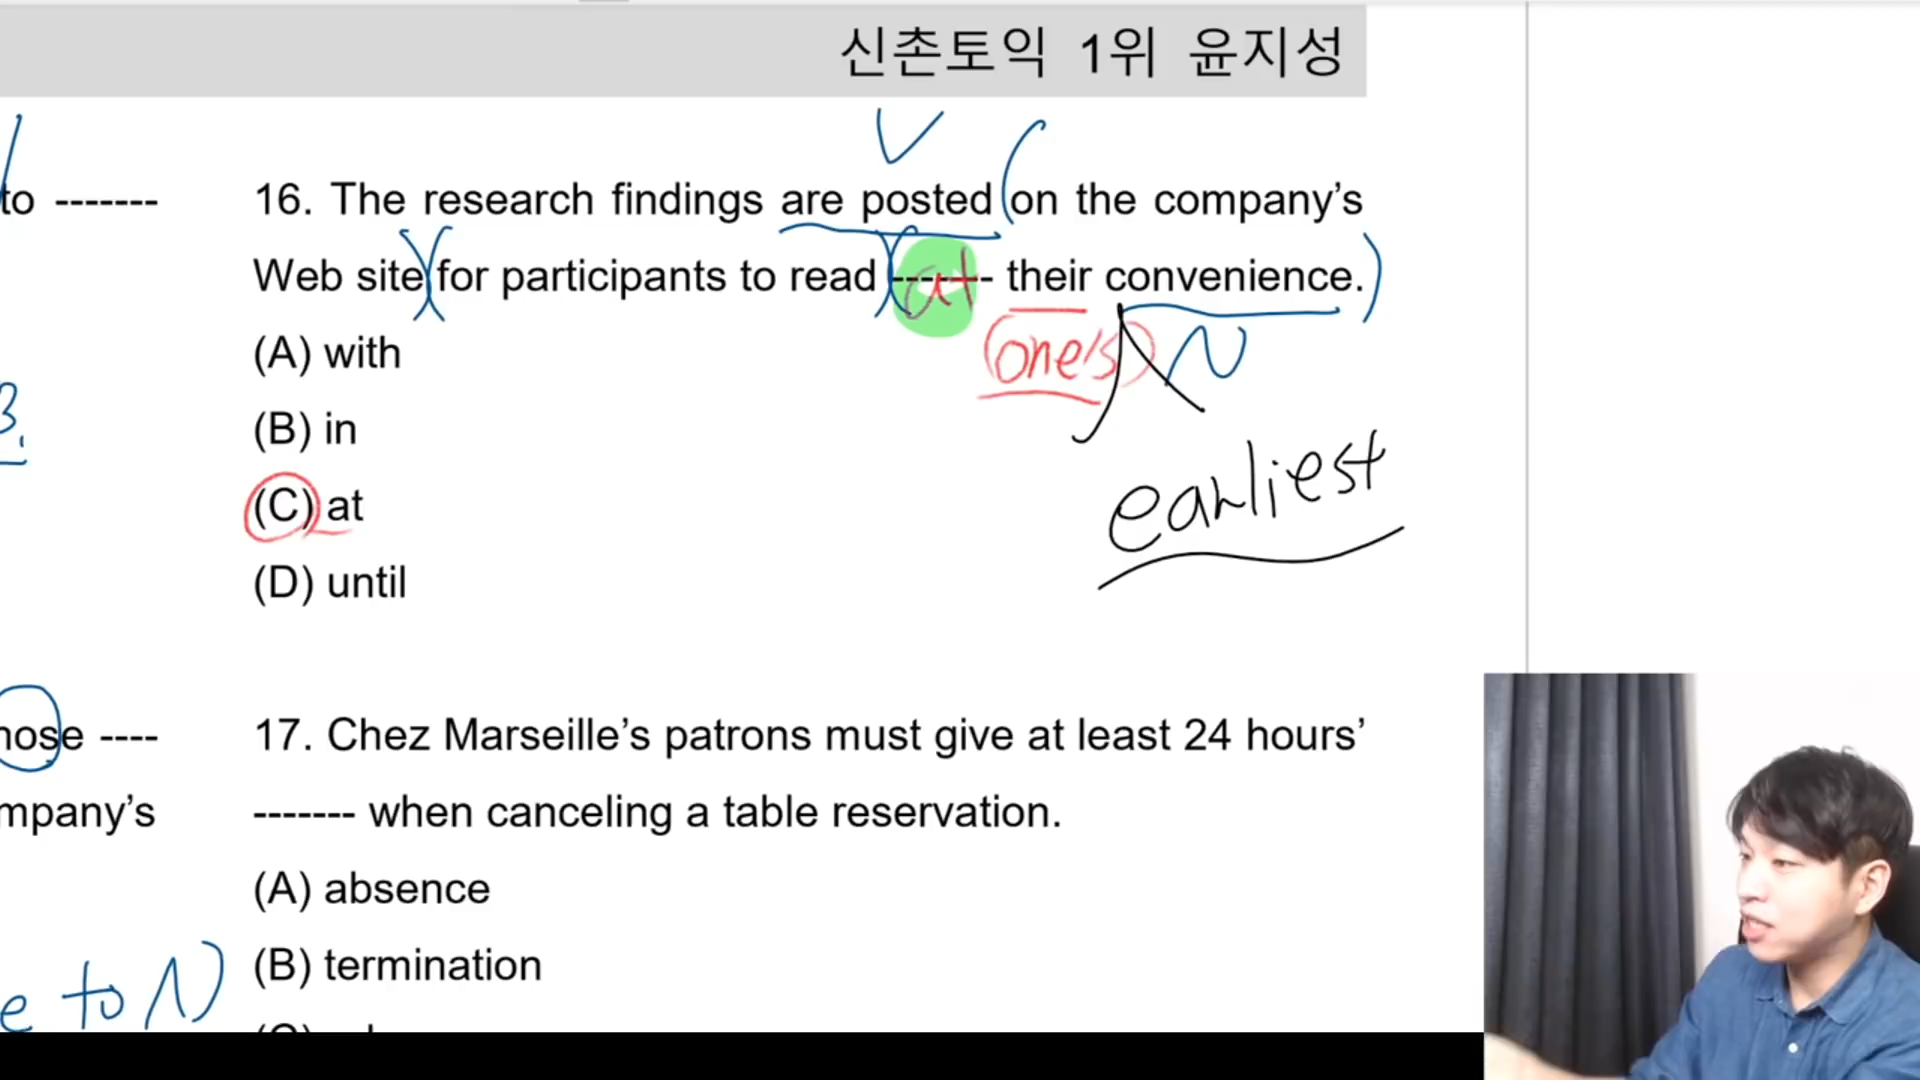 신촌토익 1위 윤지성
to -------
16. The research findings are posted on the company's
Web site for participants to read ------- their convenience.
at
one's
N
(A) with
(B) in
(C) at
(D) until
earliest
3.
17. Chez Marseille's patrons must give at least 24 hours'
---- 
mpany's
------- when canceling a table reservation.
(A) absence
(B) termination
e to N